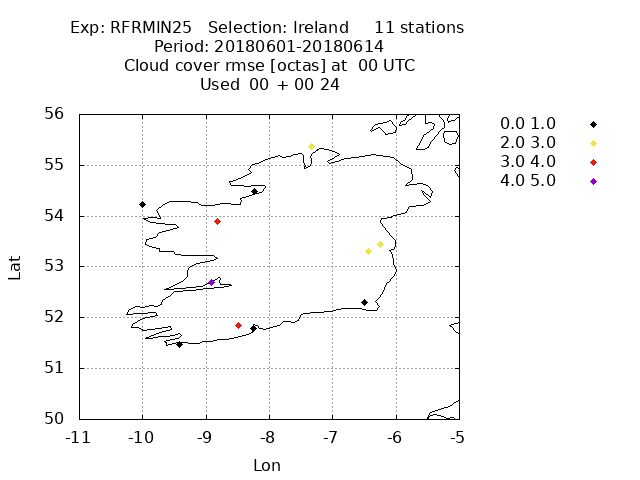 Exp: RFRMIN25 Selection: Ireland 11 stations
Period: 20180601-20180614
Cloud cover rmse [octas] at 00 UTC
Used 00 + 00 24
56
55
54
53
52
51
50
Lat
-11 -10 -9 -8 -7 -6 -5
Lon
0.0 1.0
2.0 3.0
3.0 4.0
4.0 5.0